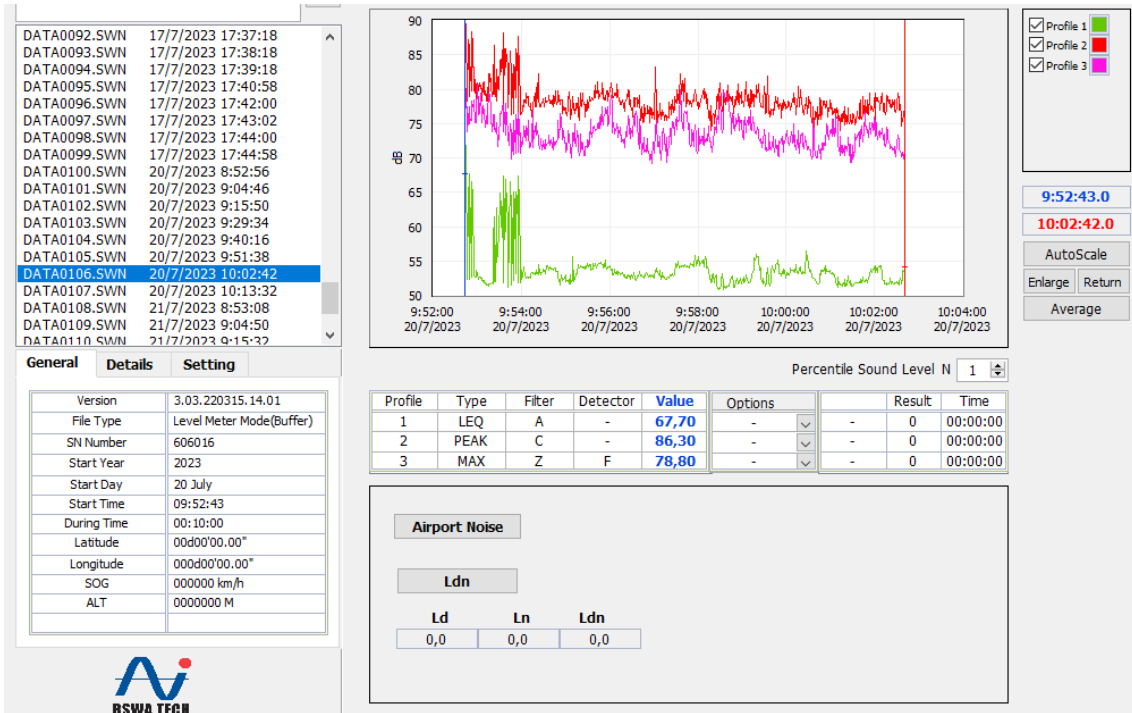 DATA0092.SWN 17/7/2023 17:37:18
DATA0093.SWN 17/7/2023 17:38:18
DATA0094.SWN 17/7/2023 17:39:18
DATA0095.SWN 17/7/2023 17:40:58
DATA0096.SWN 17/7/2023 17:42:00
DATA0097.SWN 17/7/2023 17:43:02
DATA0098.SWN 17/7/2023 17:44:00
DATA0099.SWN 17/7/2023 17:44:58
DATA0100.SWN 20/7/2023 8:52:56
DATA0101.SWN 20/7/2023 9:04:46
DATA0102.SWN 20/7/2023 9:15:50
DATA0103.SWN 20/7/2023 9:29:34
DATA0104.SWN 20/7/2023 9:40:16
DATA0105.SWN 20/7/2023 9:51:38
DATA0106.SWN 20/7/2023 10:02:42
DATA0107.SWN 20/7/2023 10:13:32
DATA0108.SWN 21/7/2023 8:53:08
DATA0109.SWN 21/7/2023 9:04:50
DATA0110.SWN 21/7/2023 9:15:32
90
85
80
75
70
65
60
55
50
dB
9:52:00 9:54:00 9:56:00 9:58:00 10:00:00 10:02:00 10:04:00
20/7/2023 20/7/2023 20/7/2023 20/7/2023 20/7/2023 20/7/2023 20/7/2023
Profile 1
Profile 2
Profile 3
9:52:43.0
10:02:42.0
AutoScale
Enlarge Return
Average
General Details Setting
Version 3.03.220315.14.01
File Type Level Meter Mode(Buffer)
SN Number 606016
Start Year 2023
Start Day 20 July
Start Time 09:52:43
During Time 00:10:00
Latitude 00d00'00.00"
Longitude 000d00'00.00"
SOG 000000 km/h
ALT 0000000 M
RSWA TECH
Percentile Sound Level N 1
Profile Type Filter Detector Value Options Result Time
1 LEQ A - 67,70 - - 0 00:00:00
2 PEAK C - 86,30 - - 0 00:00:00
3 MAX Z F 78,80 - - 0 00:00:00
Airport Noise
Ldn
Ld Ln Ldn
0,0 0,0 0,0